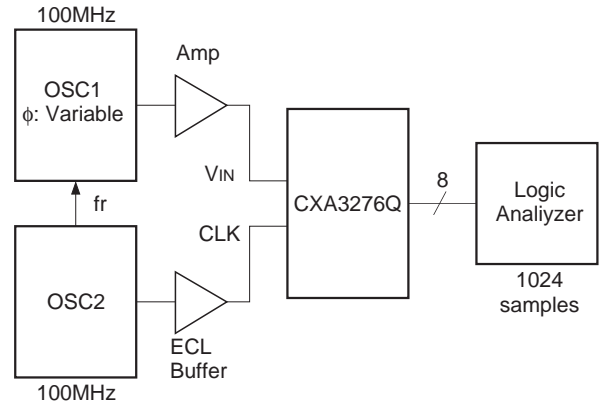 100MHz
OSC1
ϕ: Variable
Amp
VIN
fr
CLK
CXA3276Q
8
Logic
Analiyzer
1024
samples
OSC2
ECL
Buffer
100MHz